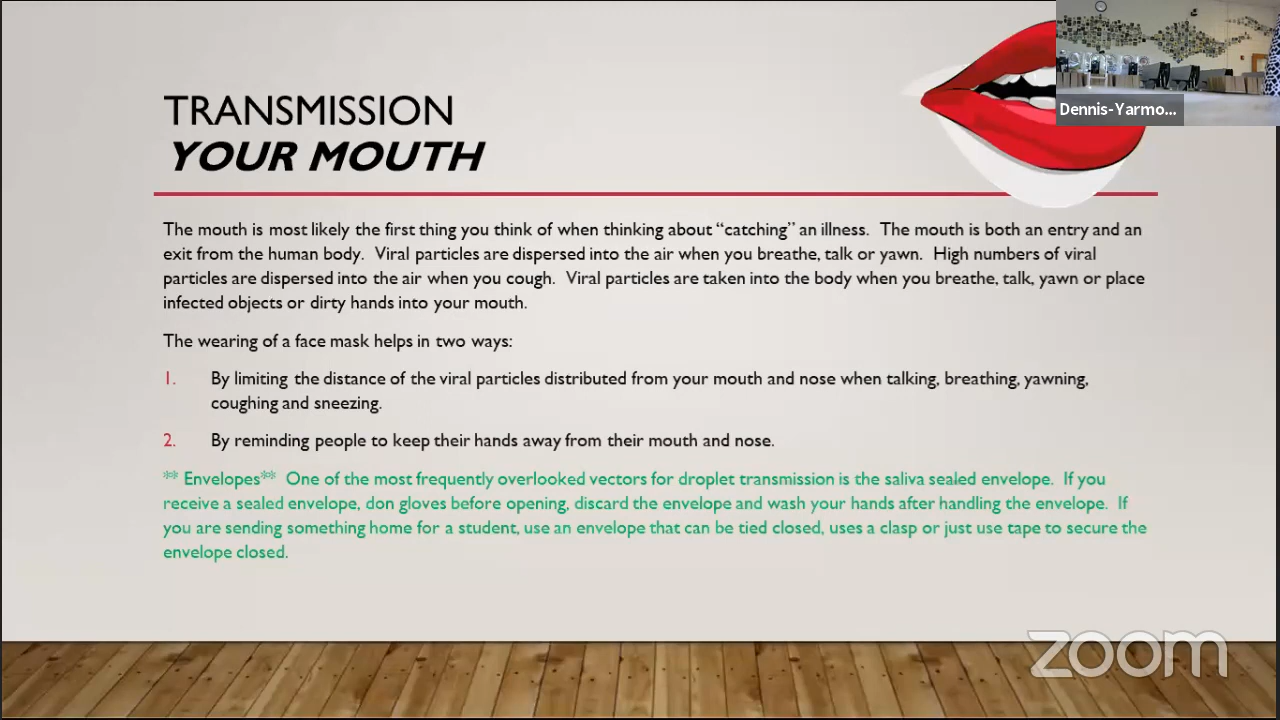 TRANSMISSION
YOUR MOUTH
Dennis-Yarmo...
The mouth is most likely the first thing you think of when thinking about “catching” an illness. The mouth is both an entry and an
exit from the human body. Viral particles are dispersed into the air when you breathe, talk or yawn. High numbers of viral
particles are dispersed into the air when you cough. Viral particles are taken into the body when you breathe, talk, yawn or place
infected objects or dirty hands into your mouth.
The wearing of a face mask helps in two ways:
1. By limiting the distance of the viral particles distributed from your mouth and nose when talking, breathing, yawning,
coughing and sneezing.
2. By reminding people to keep their hands away from their mouth and nose.
** Envelopes** One of the most frequently overlooked vectors for droplet transmission is the saliva sealed envelope. If you
receive a sealed envelope, don gloves before opening, discard the envelope and wash your hands after handling the envelope. If
you are sending something home for a student, use an envelope that can be tied closed, uses a clasp or just use tape to secure the
envelope closed.
zoom